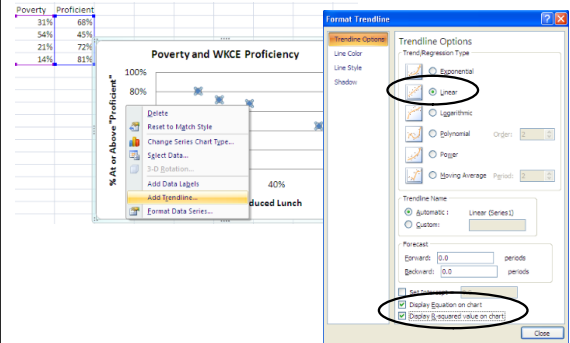 Poverty Proficient
31% 68%
54% 45%
21% 72%
14% 81%
Poverty and WKCE Proficiency
100%
80%
% At or Above "Proficient"
40%
duced Lunch
Delete
Reset to Match Style
Change Series Chart Type...
Select Data...
3-D Rotation...
Add Data Labels
Add Trendline...
Format Data Series...
Format Trendline
Trendline Options
Line Color
Line Style
Shadow
Trendline Options
Trend/Regression Type
Exponential
Linear
Logarithmic
Polynomial Order: 2
Power
Moving Average Period: 2
Trendline Name
Automatic : Linear (Series1)
Custom:
Forecast
Forward: 0.0 periods
Backward: 0.0 periods
Set Intercept =
Display Equation on chart
Display R-squared value on chart
Close